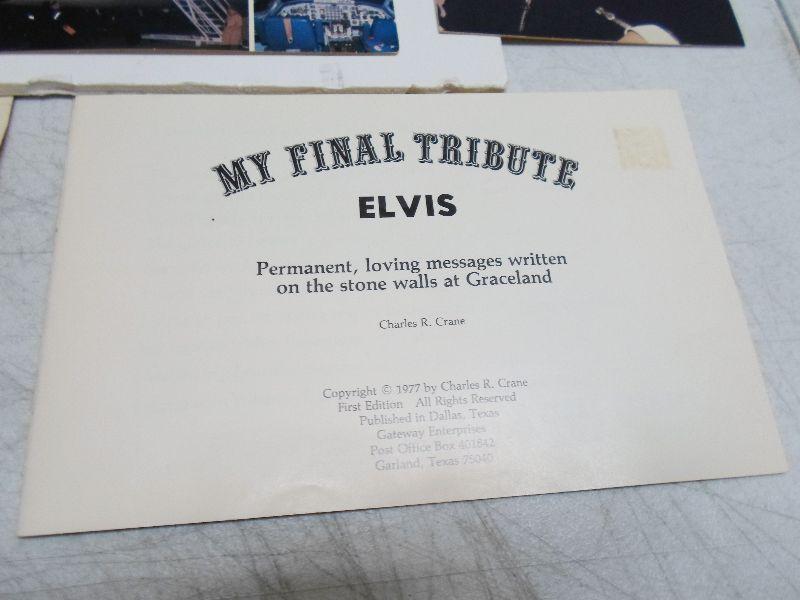 MY FINAL TRIBUTE
ELVIS
Permanent, loving messages written
on the stone walls at Graceland
Charles R. Crane
Copyright © 1977 by Charles R. Crane
First Edition All Rights Reserved
Published in Dallas, Texas
Gateway Enterprises
Post Office Box 401842
Garland, Texas 75040